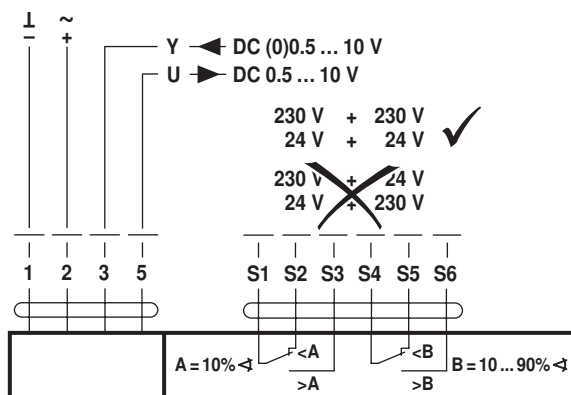 ⊥ ~
− +
Y DC (0)0.5 ... 10 V
U DC 0.5 ... 10 V
230 V + 230 V
24 V + 24 V
230 V + 24 V
24 V + 230 V
1 2 3 5 S1 S2 S3 S4 S5 S6
A = 10% ∢ <A <B B = 10 ... 90% ∢
>A >B